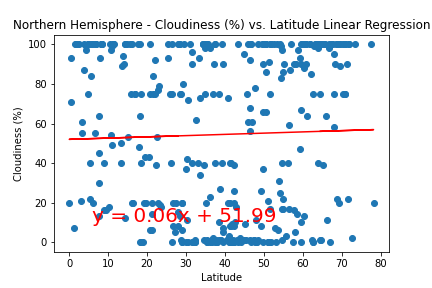 Northern Hemisphere - Cloudiness (%) vs. Latitude Linear Regression
100
80
60
40
20
0
Cloudiness (%)
y = 0.06x + 51.99
0 10 20 30 40 50 60 70 80
Latitude